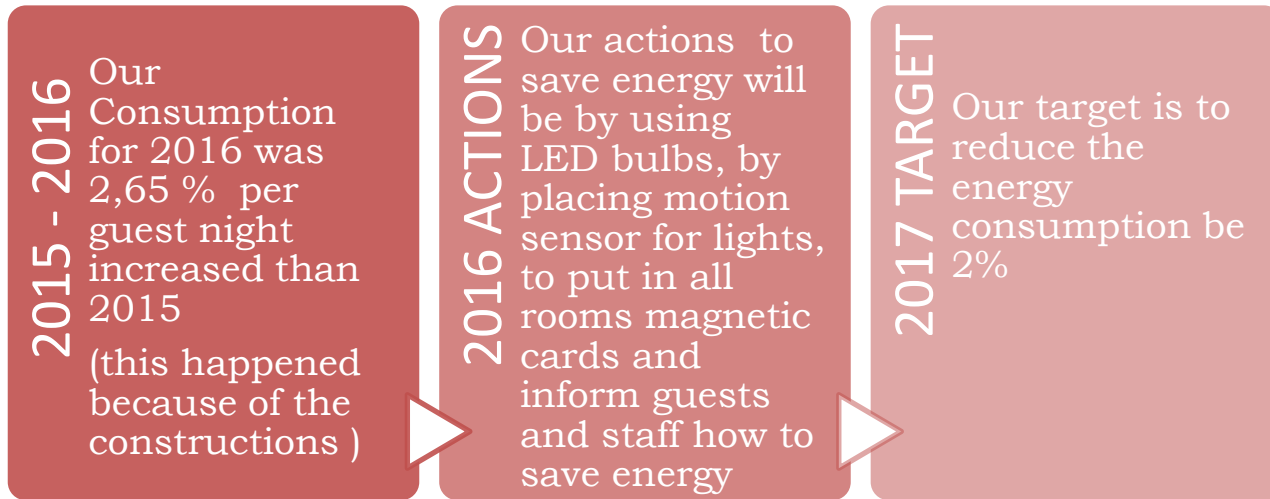 2015 - 2016
Our
Consumption
for 2016 was
2,65 %  per
guest night
increased than
2015
(this happened
because of the
constructions )
2016 ACTIONS
Our actions  to
save energy will
be by using
LED bulbs, by
placing motion
sensor for lights,
to put in all
rooms magnetic
cards and
inform guests
and staff how to
save energy
2017 TARGET
Our target is to
reduce the
energy
consumption be
2%